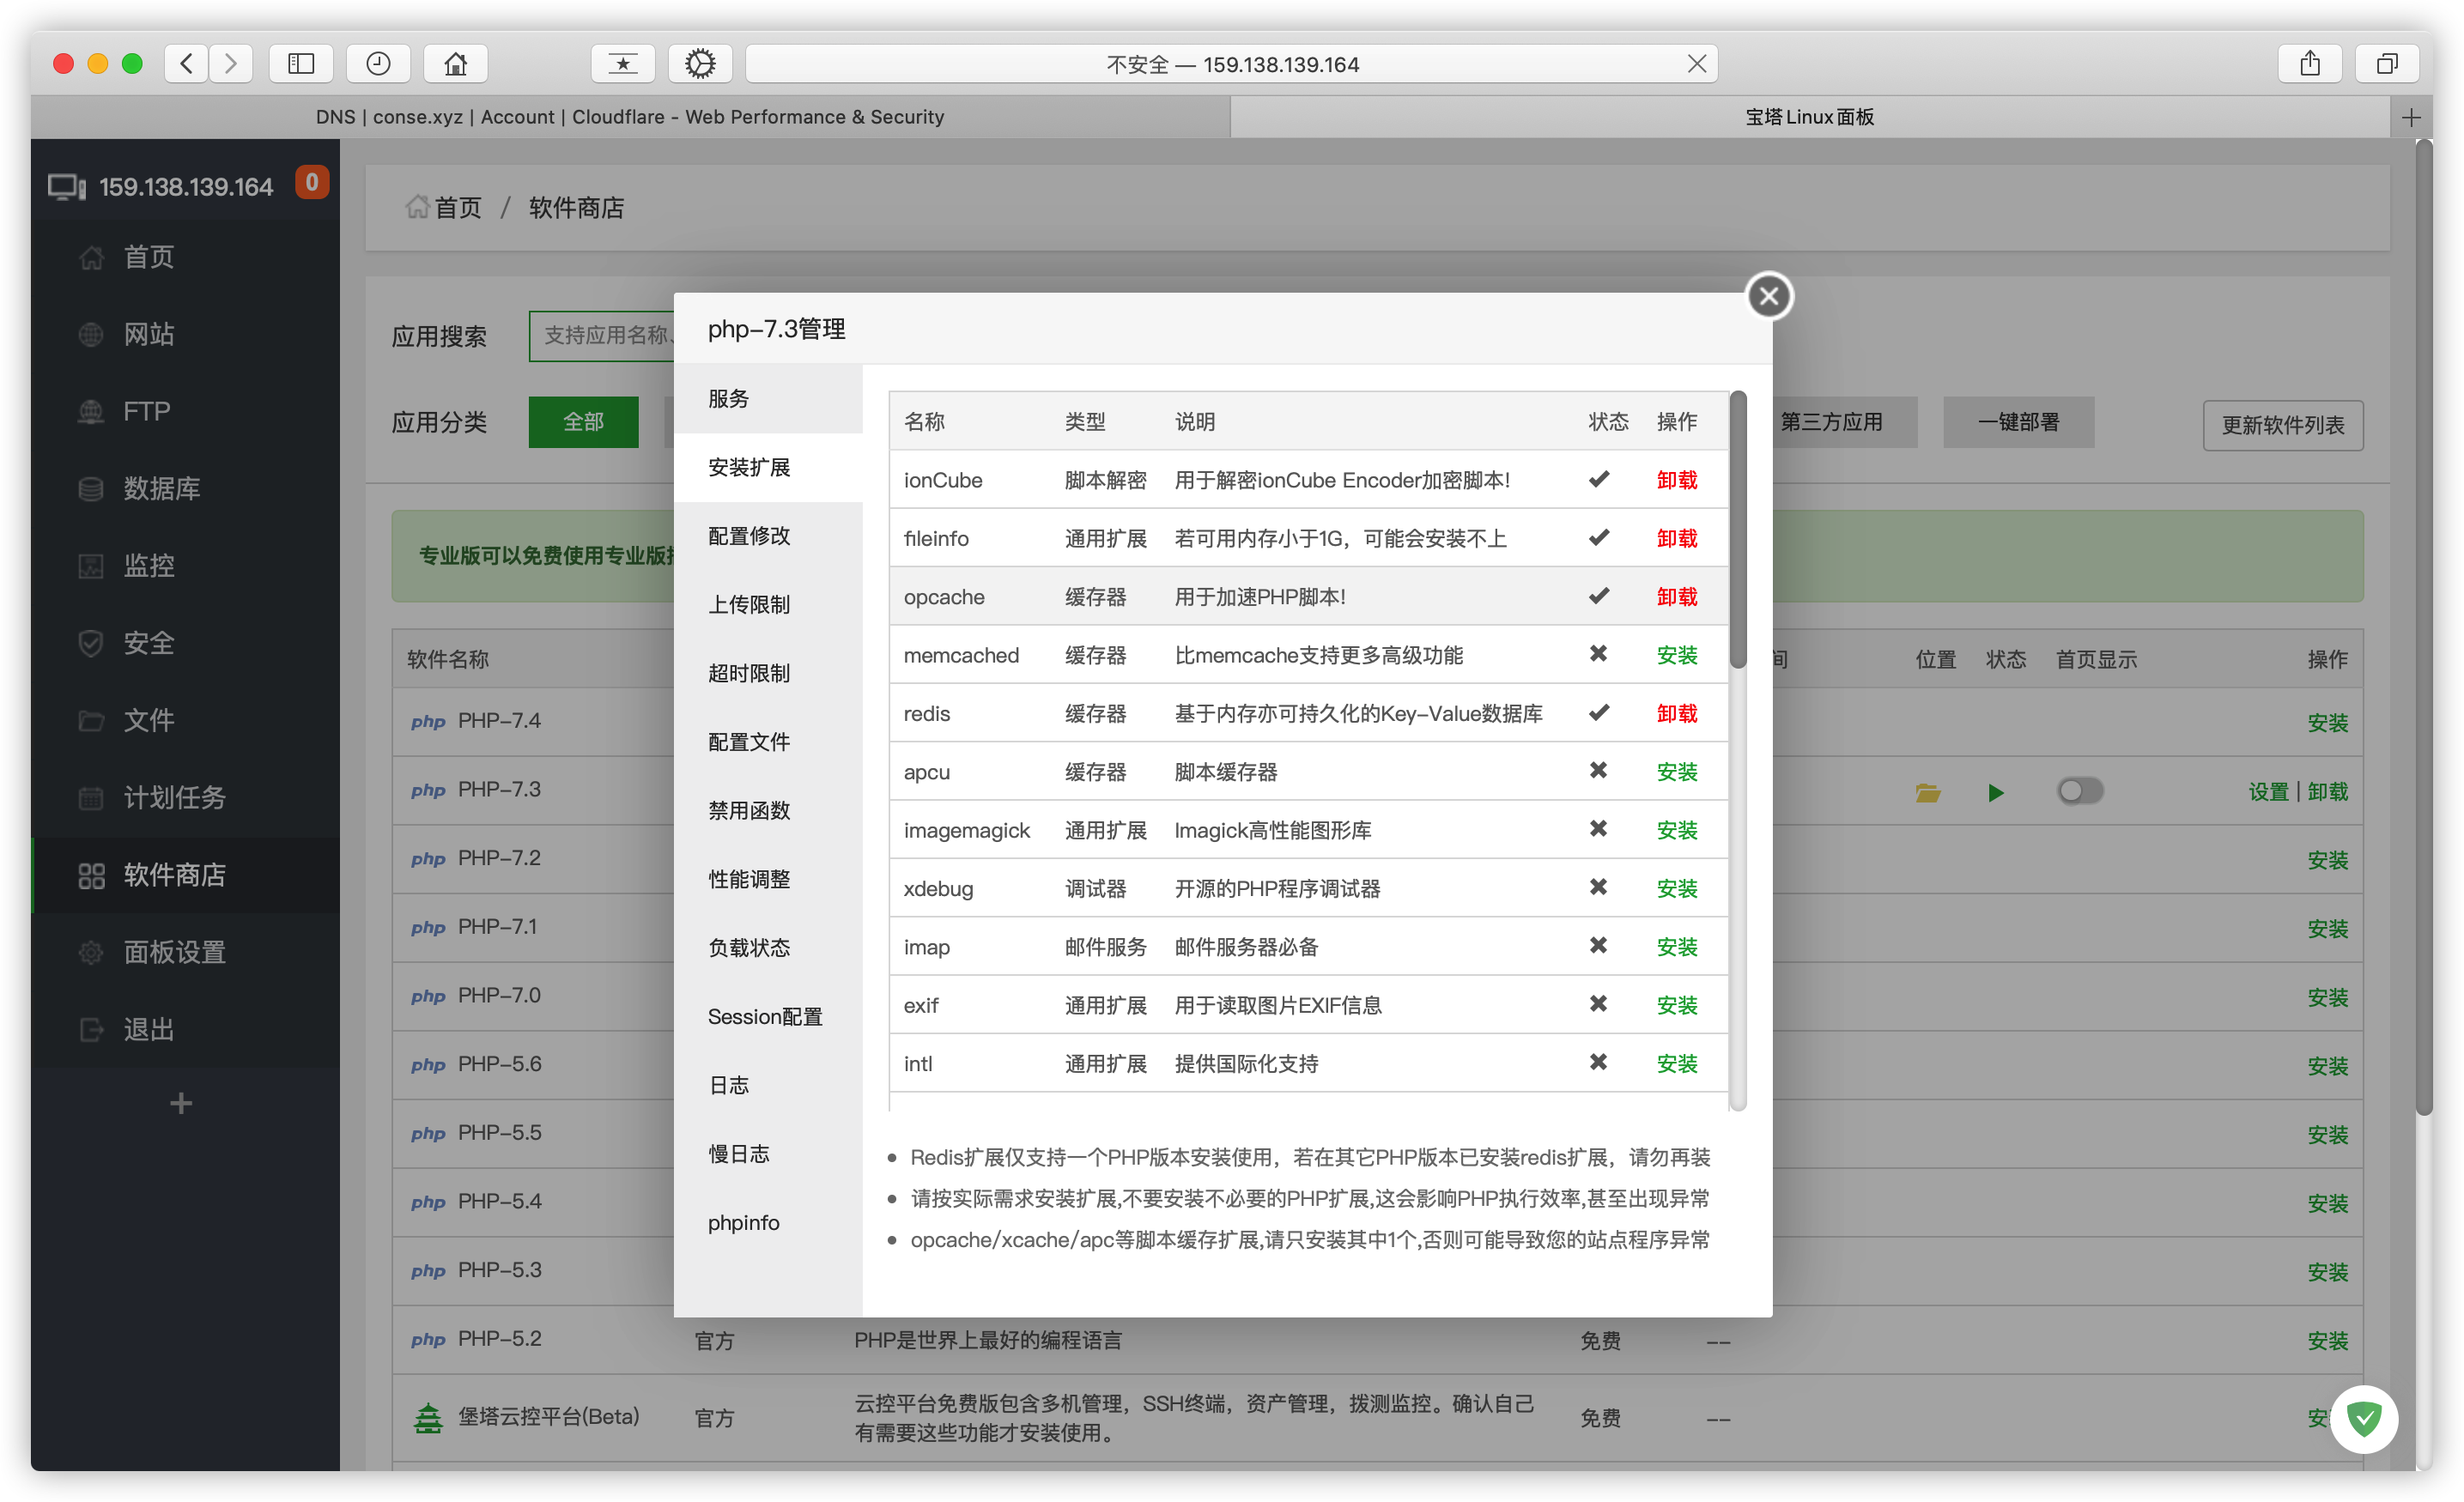 不安全 — 159.138.139.164
DNS | conse.xyz | Account | Cloudflare - Web Performance & Security
宝塔Linux面板
159.138.139.164 0
首页
网站
FTP
数据库
监控
安全
文件
计划任务
软件商店
面板设置
退出
首页 / 软件商店
应用搜索 支持应用名称、
应用分类 全部 第三方应用 一键部署 更新软件列表
专业版可以免费使用专业版
软件名称 间 位置 状态 首页显示 操作
php PHP-7.4 安装
php PHP-7.3 设置 | 卸载
php PHP-7.2 安装
php PHP-7.1 安装
php PHP-7.0 安装
php PHP-5.6 安装
php PHP-5.5 安装
php PHP-5.4 安装
php PHP-5.3 安装
php PHP-5.2 官方 PHP是世界上最好的编程语言 免费 -- 安装
堡塔云控平台(Beta) 官方 云控平台免费版包含多机管理，SSH终端，资产管理，拨测监控。确认自己
有需要这些功能才安装使用。 免费 -- 安
php-7.3管理
服务
安装扩展
配置修改
上传限制
超时限制
配置文件
禁用函数
性能调整
负载状态
Session配置
日志
慢日志
phpinfo
名称 类型 说明 状态 操作
ionCube 脚本解密 用于解密ionCube Encoder加密脚本! 卸载
fileinfo 通用扩展 若可用内存小于1G，可能会安装不上 卸载
opcache 缓存器 用于加速PHP脚本! 卸载
memcached 缓存器 比memcache支持更多高级功能 安装
redis 缓存器 基于内存亦可持久化的Key-Value数据库 卸载
apcu 缓存器 脚本缓存器 安装
imagemagick 通用扩展 Imagick高性能图形库 安装
xdebug 调试器 开源的PHP程序调试器 安装
imap 邮件服务 邮件服务器必备 安装
exif 通用扩展 用于读取图片EXIF信息 安装
intl 通用扩展 提供国际化支持 安装
Redis扩展仅支持一个PHP版本安装使用，若在其它PHP版本已安装redis扩展，请勿再装
请按实际需求安装扩展,不要安装不必要的PHP扩展,这会影响PHP执行效率,甚至出现异常
opcache/xcache/apc等脚本缓存扩展,请只安装其中1个,否则可能导致您的站点程序异常